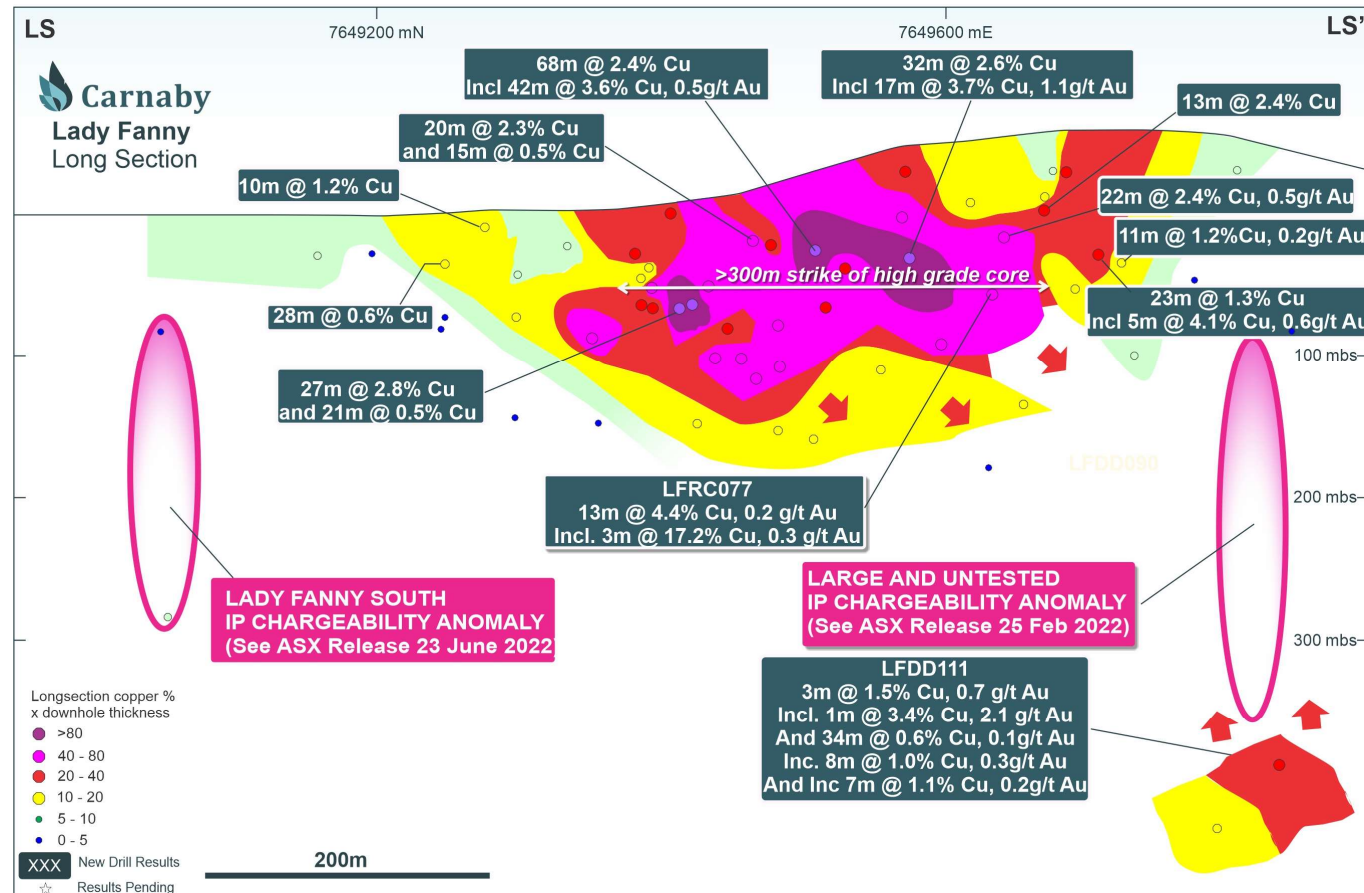 LS
7649200 mN
7649600 mE
LS'
Carnaby
Lady Fanny
Long Section
68m @ 2.4% Cu
Incl 42m @ 3.6% Cu, 0.5g/t Au
32m @ 2.6% Cu
Incl 17m @ 3.7% Cu, 1.1g/t Au
13m @ 2.4% Cu
20m @ 2.3% Cu
and 15m @ 0.5% Cu
10m @ 1.2% Cu
22m @ 2.4% Cu, 0.5g/t Au
11m @ 1.2%Cu, 0.2g/t Au
>300m strike of high grade core
28m @ 0.6% Cu
23m @ 1.3% Cu
Incl 5m @ 4.1% Cu, 0.6g/t Au
100 mbs
27m @ 2.8% Cu
and 21m @ 0.5% Cu
LFDD090
LFRC077
13m @ 4.4% Cu, 0.2 g/t Au
Incl. 3m @ 17.2% Cu, 0.3 g/t Au
200 mbs
LADY FANNY SOUTH
IP CHARGEABILITY ANOMALY
(See ASX Release 23 June 2022)
LARGE AND UNTESTED
IP CHARGEABILITY ANOMALY
(See ASX Release 25 Feb 2022)
300 mbs
LFDD111
3m @ 1.5% Cu, 0.7 g/t Au
Incl. 1m @ 3.4% Cu, 2.1 g/t Au
And 34m @ 0.6% Cu, 0.1g/t Au
Inc. 8m @ 1.0% Cu, 0.3g/t Au
And Inc 7m @ 1.1% Cu, 0.2g/t Au
Longsection copper %
x downhole thickness
>80
40 - 80
20 - 40
10 - 20
5 - 10
0 - 5
XXX New Drill Results
Results Pending
200m